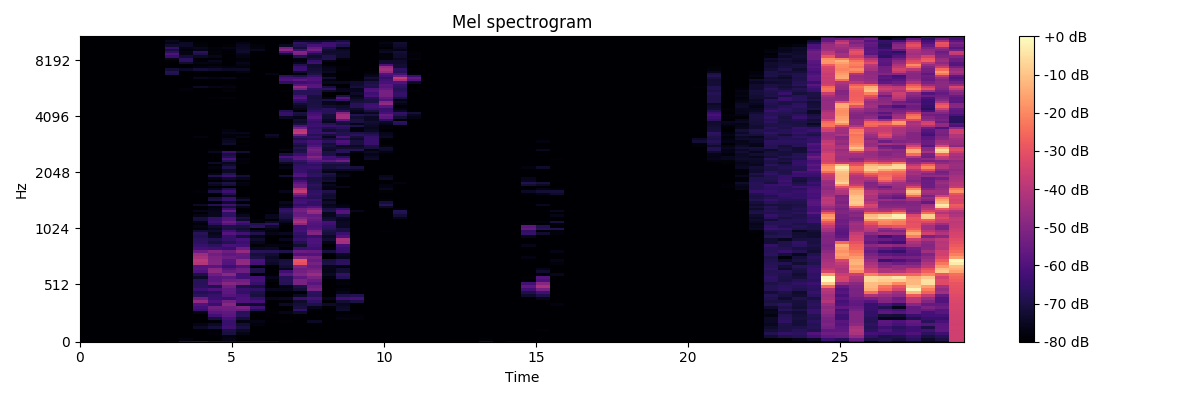 Mel spectrogram
8192
4096
2048
1024
512
0
Hz
0 5 10 15 20 25
Time
+0 dB
-10 dB
-20 dB
-30 dB
-40 dB
-50 dB
-60 dB
-70 dB
-80 dB